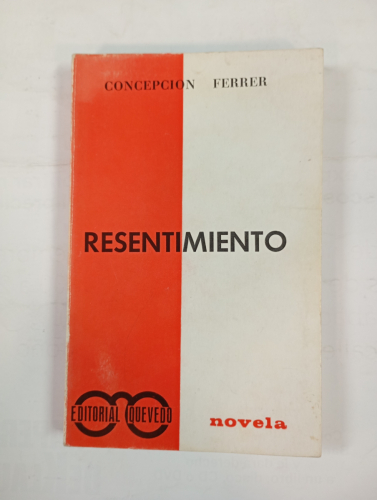 CONCEPCION FERRER
RESENTIMIENTO
EDITORIAL QUEVEDO
novela